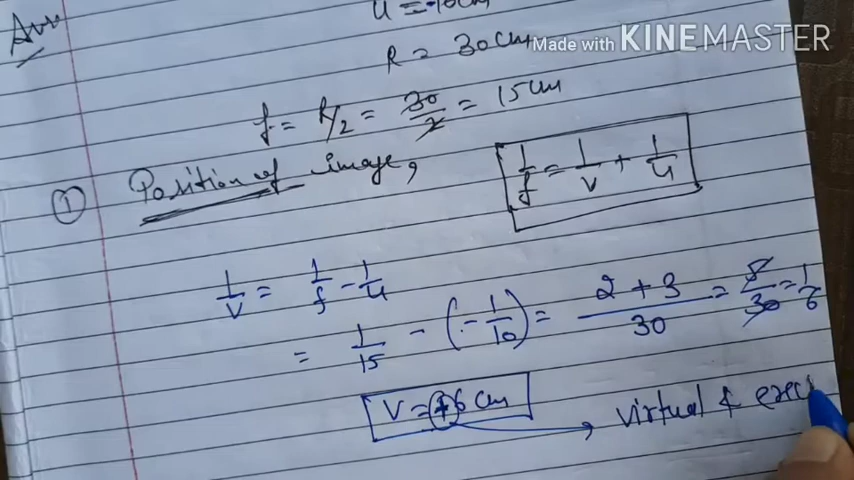 Ans
u = -10cm
R = 30cm
Made with KINEMASTER
f = R/2 = 30/2 = 15cm
① Position of image, 1/f = 1/v + 1/u
1/v = 1/f - 1/u
= 1/15 - (-1/10) = 2 + 3/30 = 5/30 = 1/6
V = +6 cm → virtual & erec